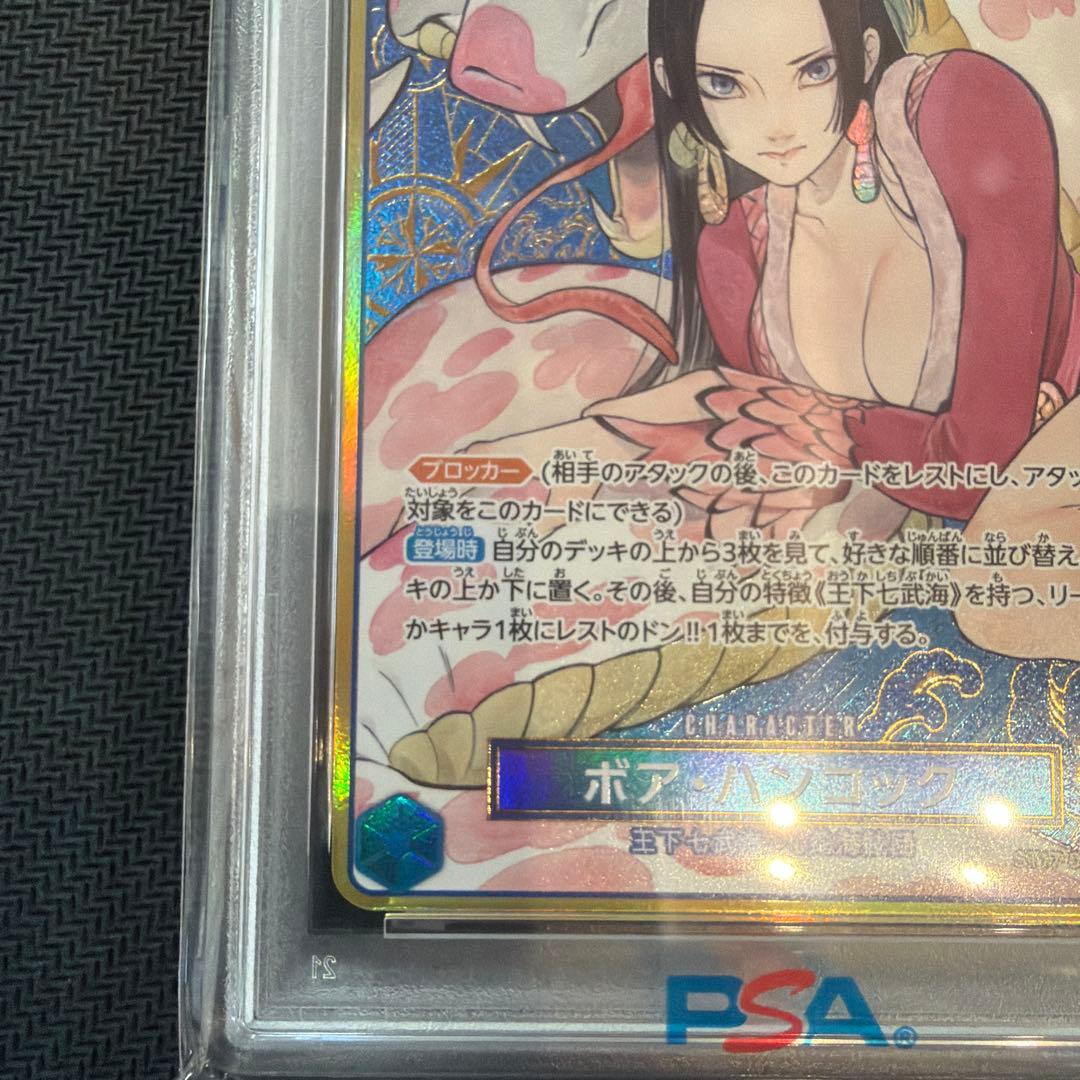 ブロッカー (相手のアタックの後、このカードをレストにし、アタッ
対象をこのカードにできる)
登場時 自分のデッキの上から3枚を見て、好きな順番に並び替え
キの上か下に置く。その後、自分の特徴《王下七武海》を持つ、リー
かキャラ1枚にレストのドン!!1枚までを、付与する。
CHARACTER
ボア・ハンコック
王下七武海
21
PSA®